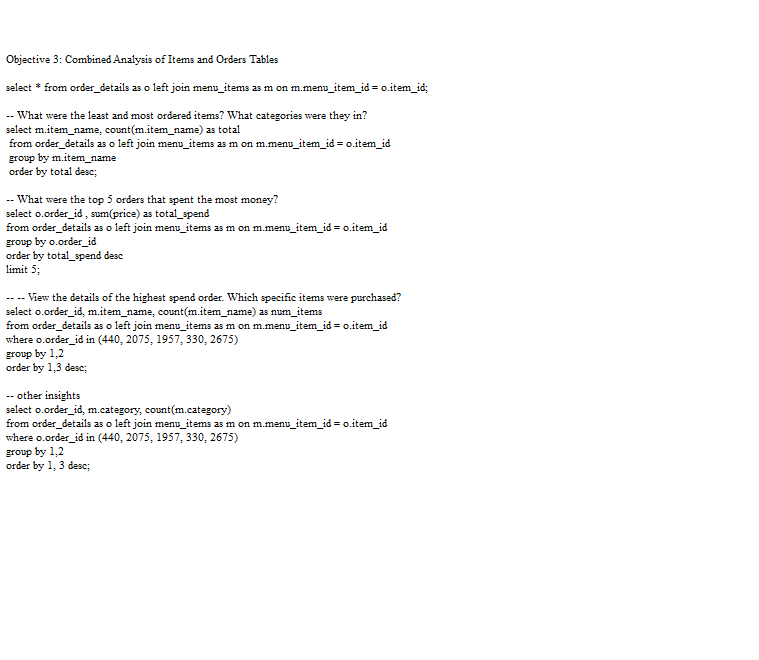 Objective 3: Combined Analysis of Items and Orders Tables
select * from order_details as o left join menu_items as m on m.menu_item_id = o.item_id;
-- What were the least and most ordered items? What categories were they in?
select m.item_name, count(m.item_name) as total
from order_details as o left join menu_items as m on m.menu_item_id = o.item_id
group by m.item_name
order by total desc;
-- What were the top 5 orders that spent the most money?
select o.order_id , sum(price) as total_spend
from order_details as o left join menu_items as m on m.menu_item_id = o.item_id
group by o.order_id
order by total_spend desc
limit 5;
-- -- View the details of the highest spend order. Which specific items were purchased?
select o.order_id, m.item_name, count(m.item_name) as num_items
from order_details as o left join menu_items as m on m.menu_item_id = o.item_id
where o.order_id in (440, 2075, 1957, 330, 2675)
group by 1,2
order by 1,3 desc;
-- other insights
select o.order_id, m.category, count(m.category)
from order_details as o left join menu_items as m on m.menu_item_id = o.item_id
where o.order_id in (440, 2075, 1957, 330, 2675)
group by 1,2
order by 1, 3 desc;